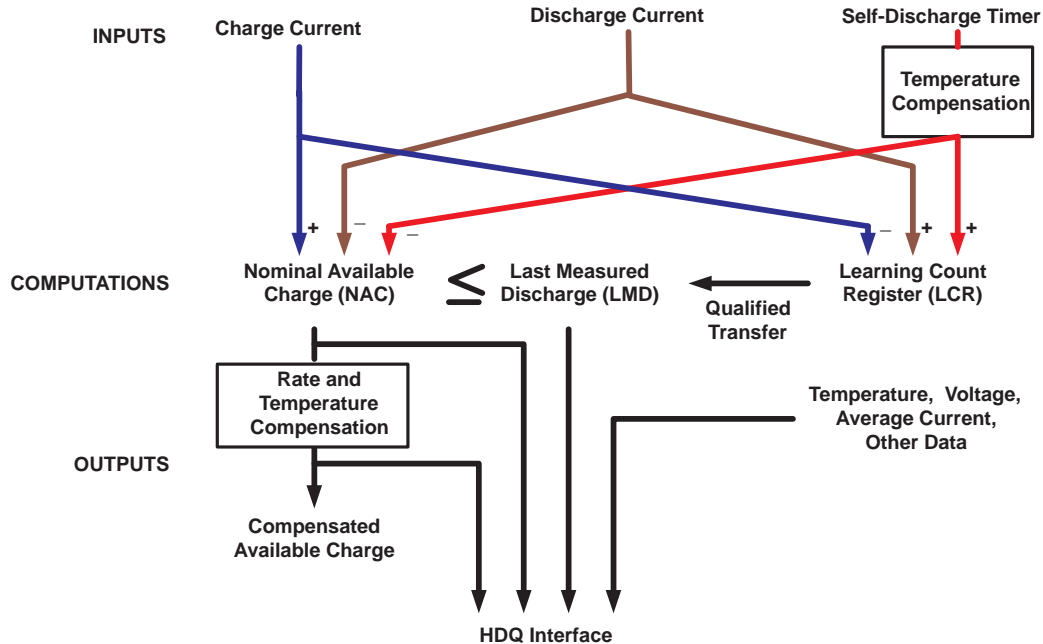 INPUTS
Charge Current
Discharge Current
Self-Discharge Timer
Temperature
Compensation
+
–
–
–
+
+
COMPUTATIONS
Nominal Available
Charge (NAC)
≤
Last Measured
Discharge (LMD)
Qualified
Transfer
Learning Count
Register (LCR)
Rate and
Temperature
Compensation
Temperature, Voltage,
Average Current,
Other Data
OUTPUTS
Compensated
Available Charge
HDQ Interface